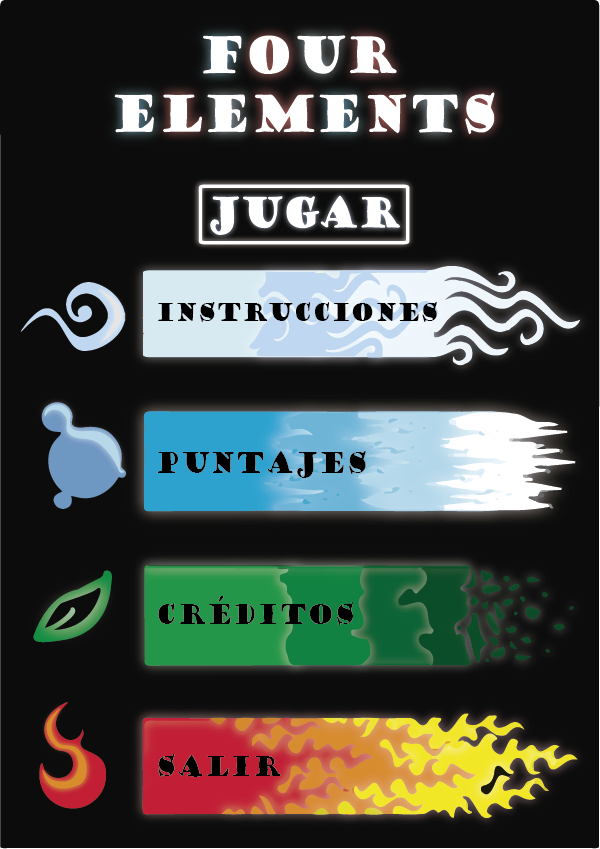 FOUR
ELEMENTS
JUGAR
INSTRUCCIONES
PUNTAJES
CRÉDITOS
SALIR